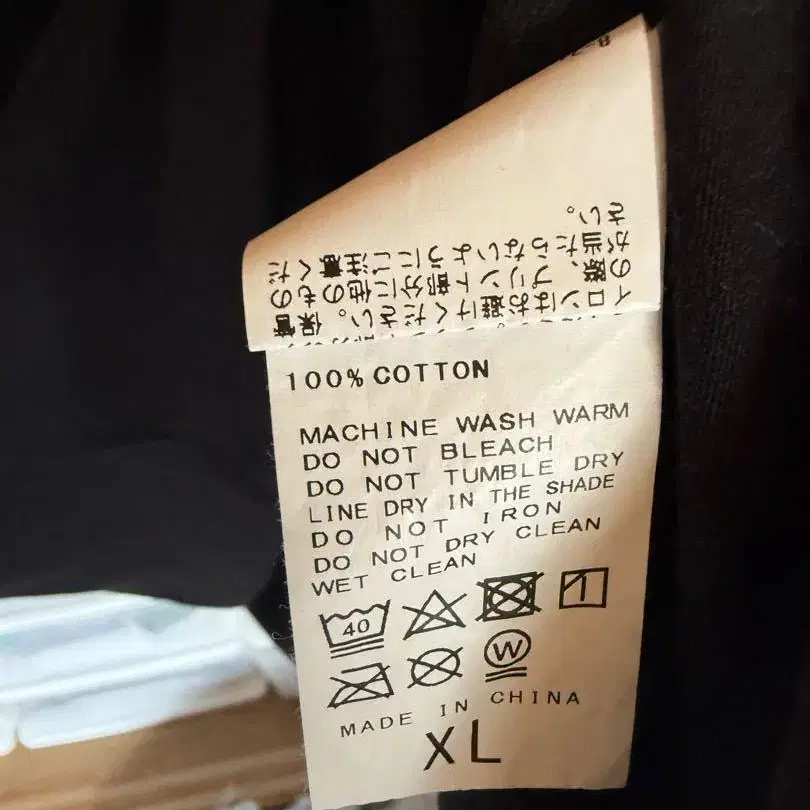 イロンはお避けください。保管
の際、プリント部分に他のもの
が当たらないようにご注意くだ
さい。
100% COTTON
MACHINE WASH WARM
DO NOT BLEACH
DO NOT TUMBLE DRY
LINE DRY IN THE SHADE
DO NOT IRON
DO NOT DRY CLEAN
WET CLEAN
40
W
MADE IN CHINA
XL